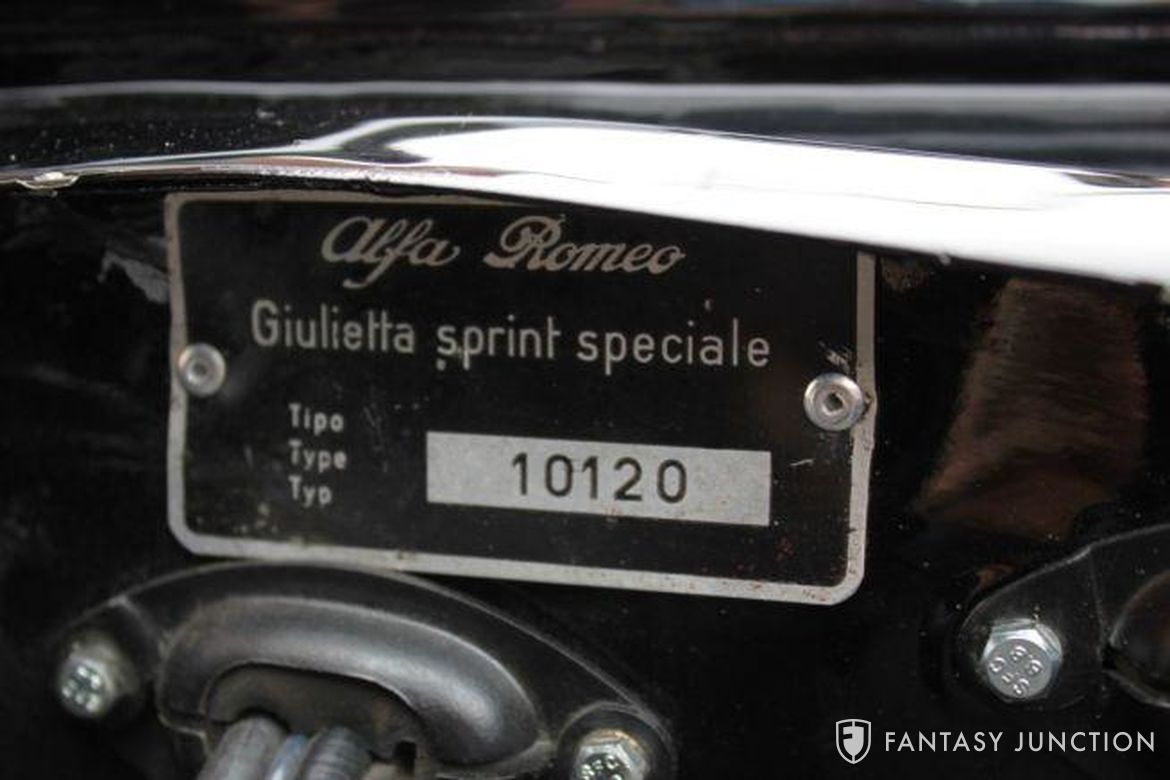 Alfa Romeo
Giulietta sprint speciale
Tipo
Type
Typ
10120
FANTASY JUNCTION